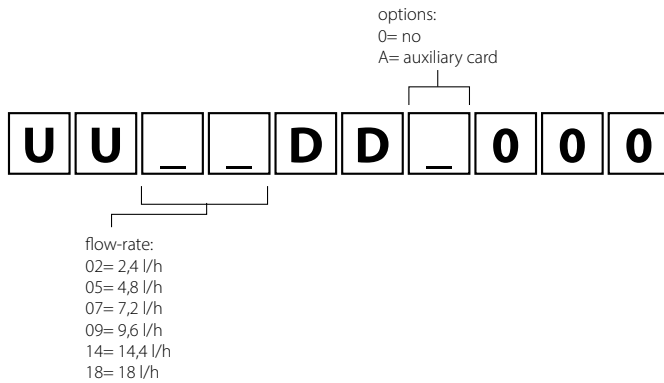 options:
0= no
A= auxiliary card
U U _ _ D D _ 0 0 0
flow-rate:
02= 2,4 l/h
05= 4,8 l/h
07= 7,2 l/h
09= 9,6 l/h
14= 14,4 l/h
18= 18 l/h